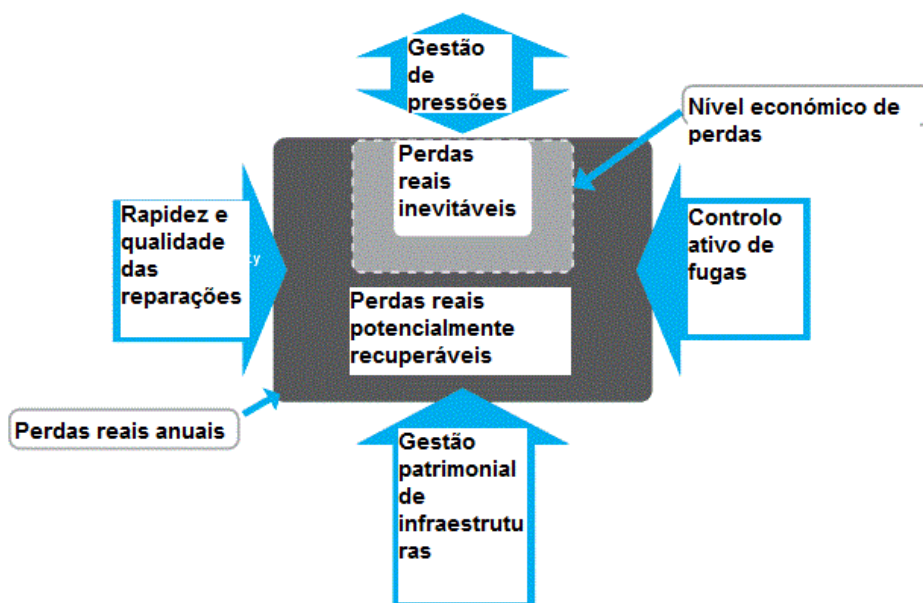 Gestão
de
pressões
Nível económico de
perdas
Perdas
reais
inevitáveis
Rapidez e
qualidade
das
reparações
ty
Controlo
ativo de
fugas
Perdas reais
potencialmente
recuperáveis
Perdas reais anuais
Gestão
patrimonial
de
infraestrutu
ras